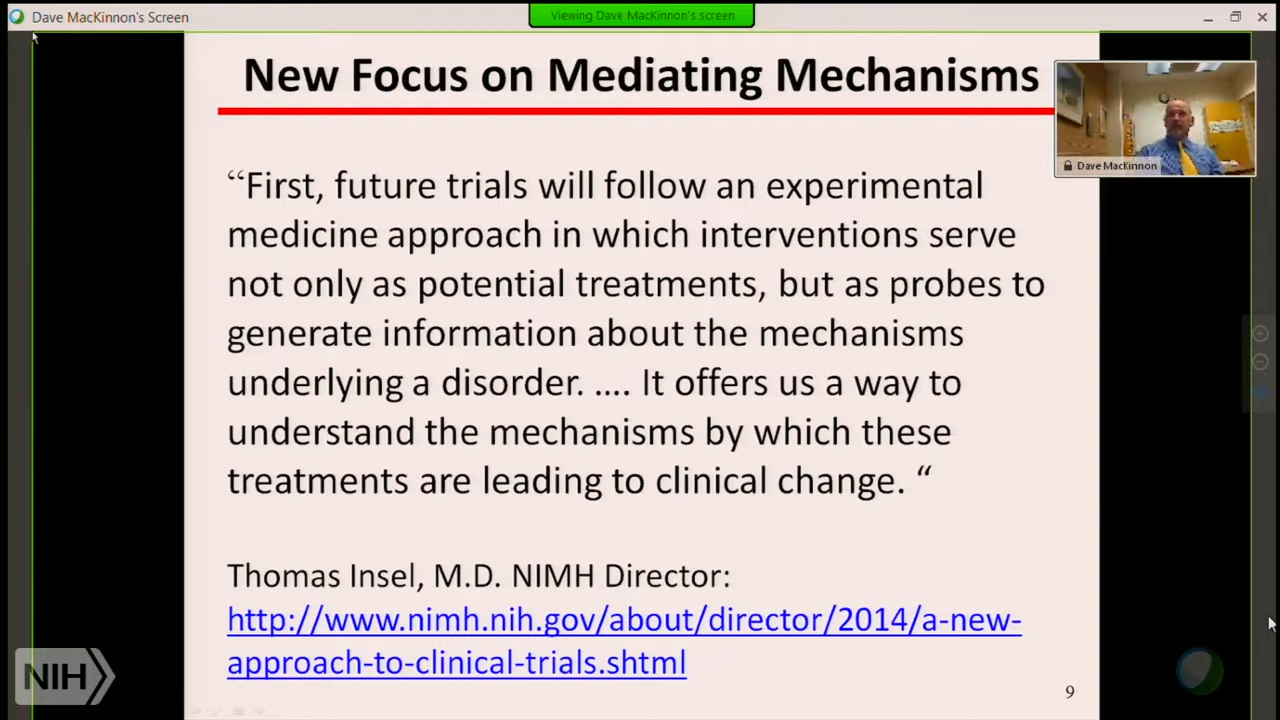 Dave MacKinnon's Screen
Viewing Dave MacKinnon's screen
New Focus on Mediating Mechanisms
Dave MacKinnon
“First, future trials will follow an experimental
medicine approach in which interventions serve
not only as potential treatments, but as probes to
generate information about the mechanisms
underlying a disorder. .... It offers us a way to
understand the mechanisms by which these
treatments are leading to clinical change. “
Thomas Insel, M.D. NIMH Director:
http://www.nimh.nih.gov/about/director/2014/a-new-
approach-to-clinical-trials.shtml
NIH
9